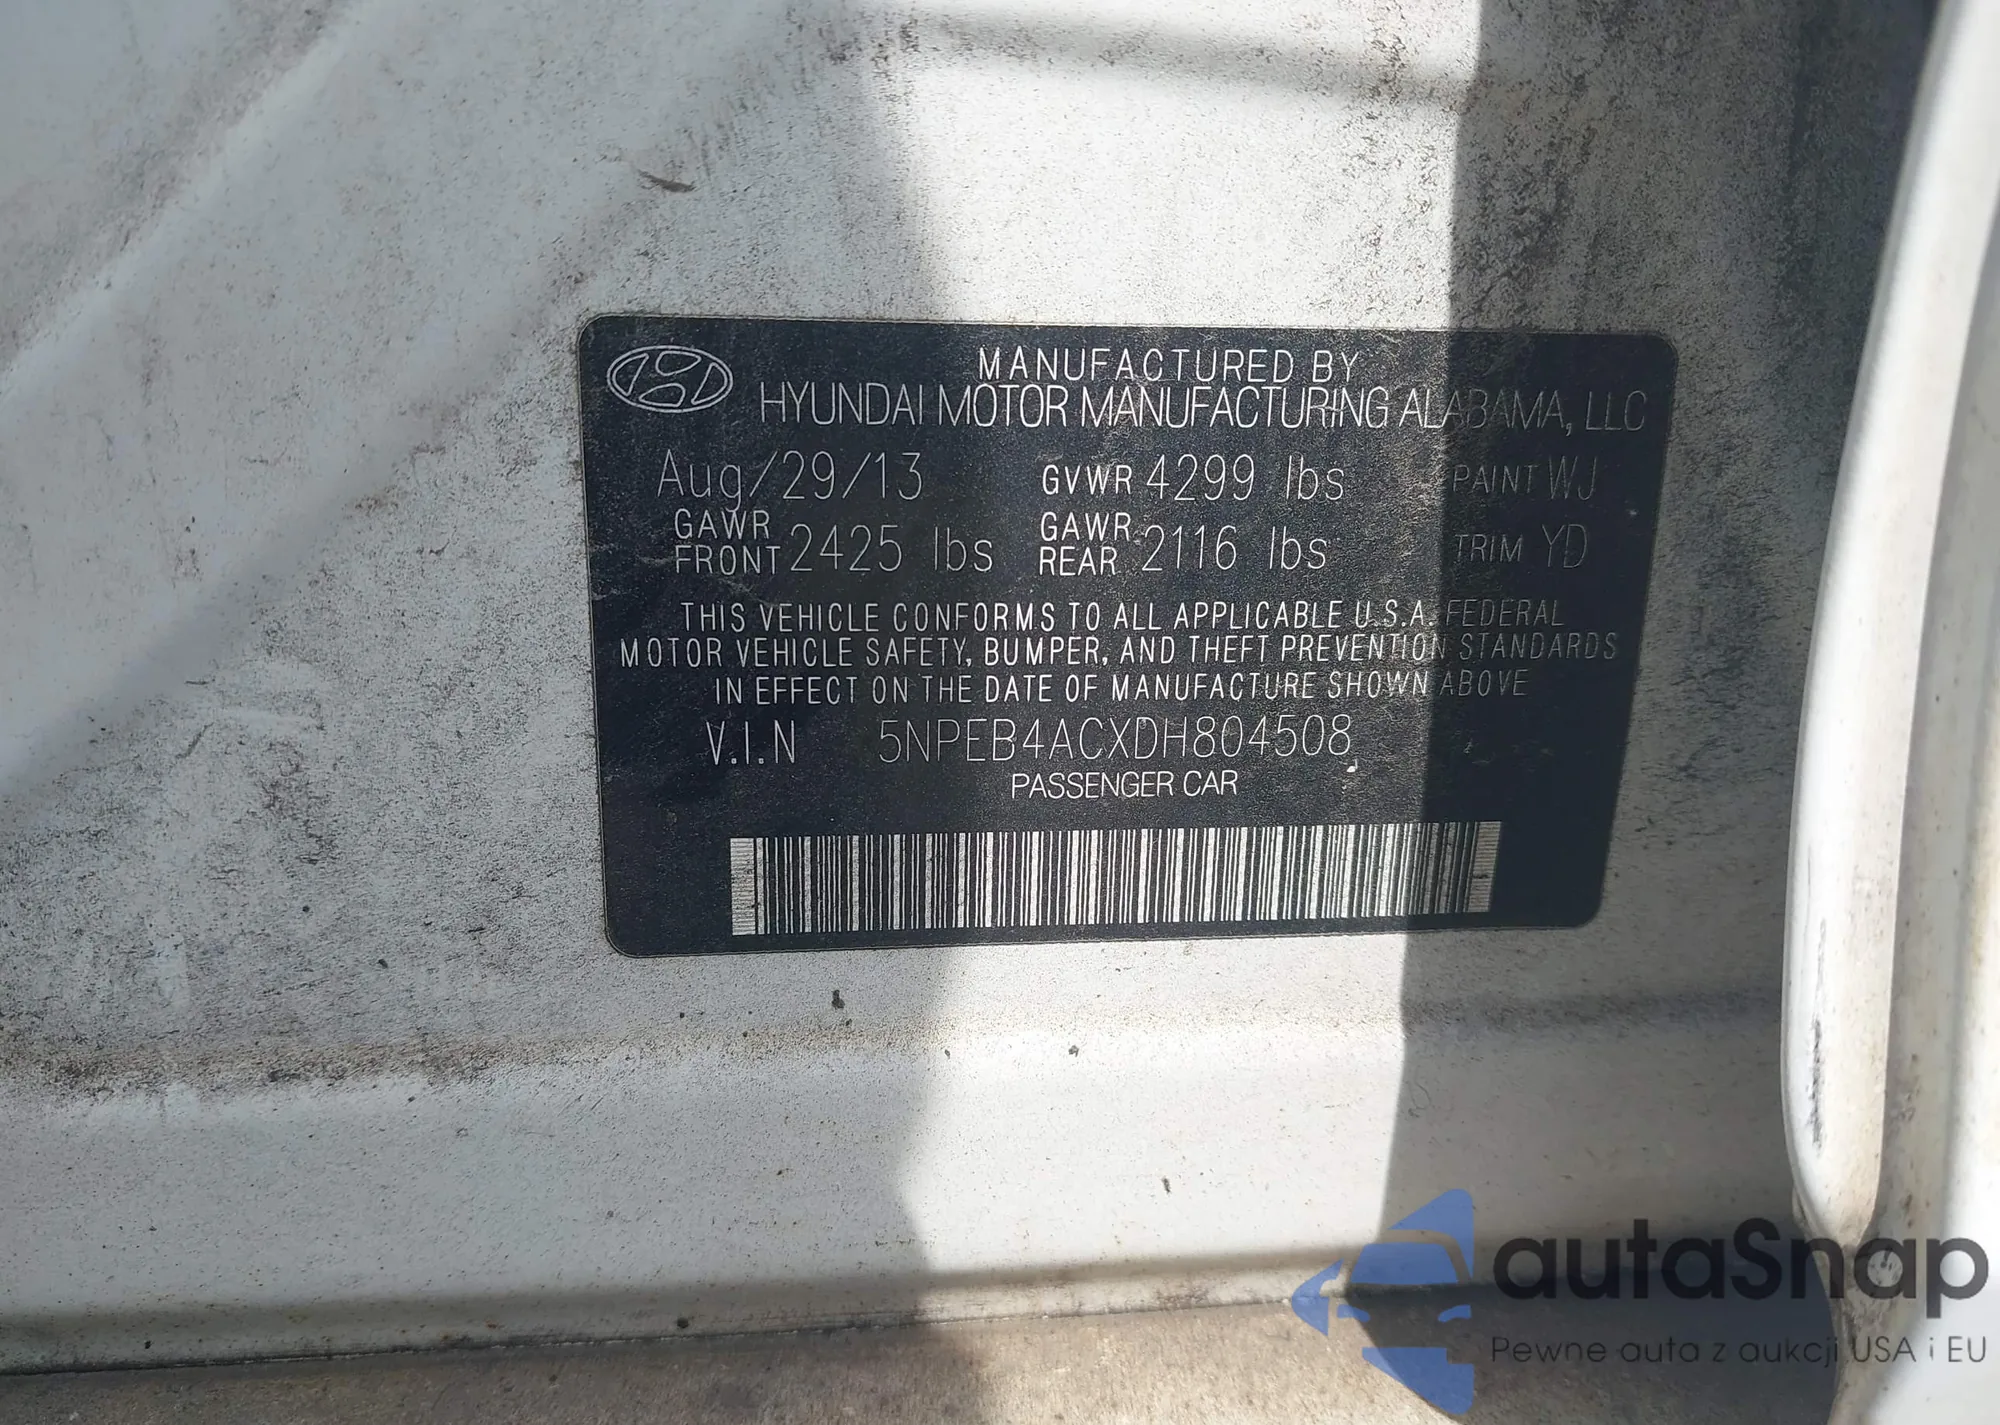 MANUFACTURED BY
HYUNDAI MOTOR MANUFACTURING ALABAMA, LLC
Aug/29/13 GVWR 4299 lbs PAINT WJ
GAWR FRONT 2425 lbs GAWR REAR 2116 lbs TRIM YD
THIS VEHICLE CONFORMS TO ALL APPLICABLE U.S.A. FEDERAL
MOTOR VEHICLE SAFETY, BUMPER, AND THEFT PREVENTION STANDARDS
IN EFFECT ON THE DATE OF MANUFACTURE SHOWN ABOVE
V.I.N 5NPEB4ACXDH804508
PASSENGER CAR
autaSnap
Pewne auta z aukcji USA i EU